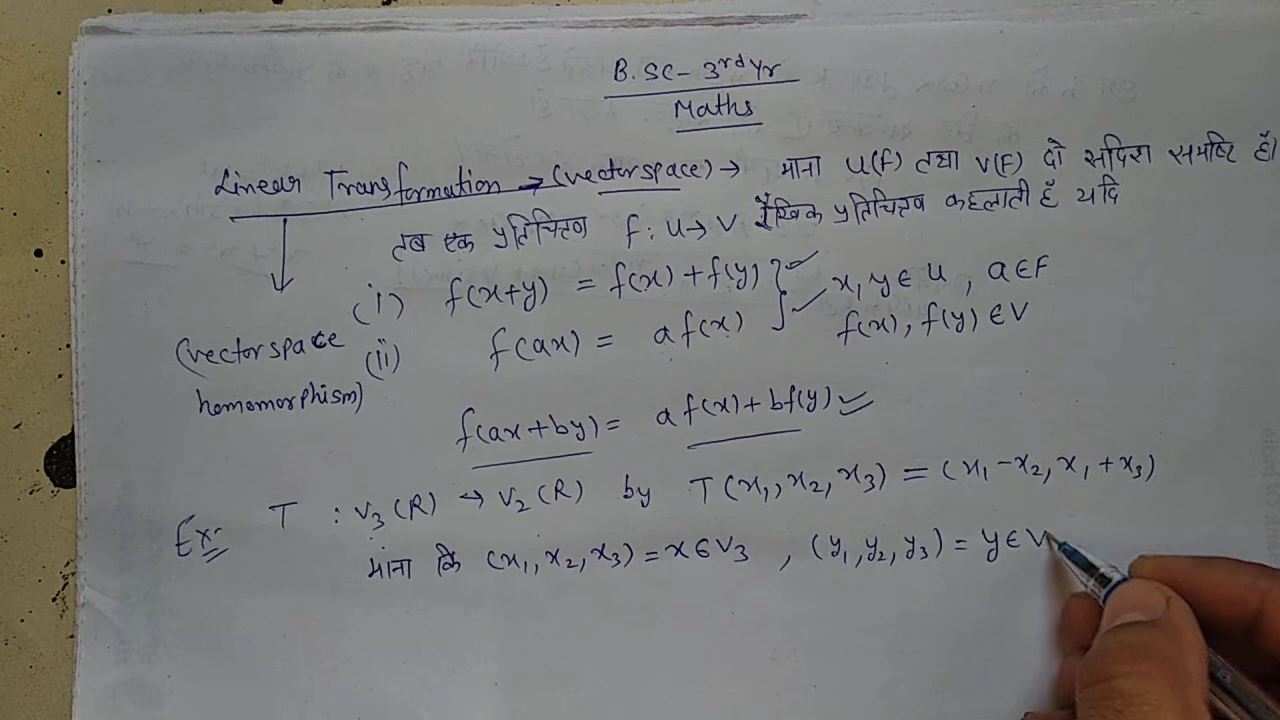 B.SC- 3rd Yr
Maths
Linear Transformation → (vectorspace) → माना U(F) तथा V(F) दो सदिश समष्टि हैं।
तब एक प्रतिचित्रण f: U→ V रैखिक प्रतिचित्रण कहलाती है यदि
(i) f(x+y) = f(x) + f(y) } x, y ∈ U , a ∈ F
(ii) f(ax) = a f(x) f(x), f(y) ∈ V
(vectorspace
homomorphism)
f(ax+by) = a f(x) + b f(y)
Ex:- T : V₃(R) → V₂(R) by T(x₁, x₂, x₃) = (x₁ - x₂, x₁ + x₃)
माना कि (x₁, x₂, x₃) = x ∈ V₃ , (y₁, y₂, y₃) = y ∈ V